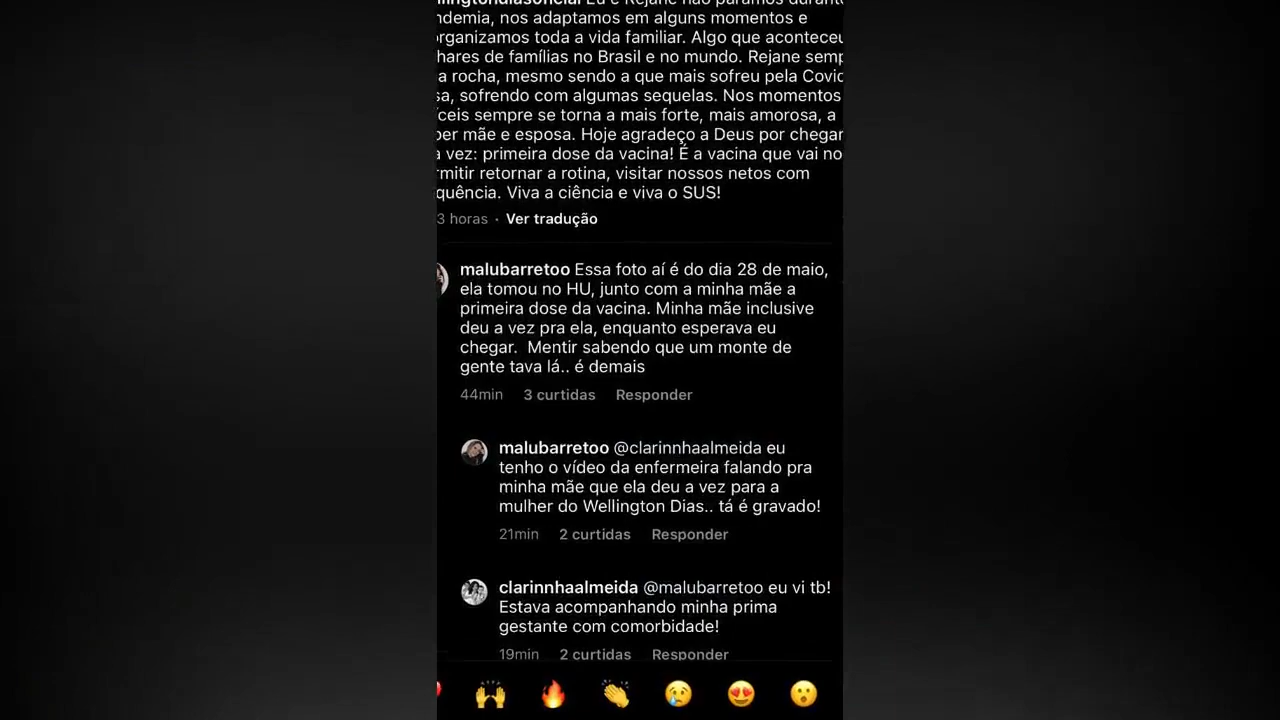 Eu e Rejane não paramos
ndemia, nos adaptamos em alguns momentos e
organizamos toda a vida familiar. Algo que aconteceu
hares de famílias no Brasil e no mundo. Rejane
a rocha, mesmo sendo a que mais sofreu pela Covid
sa, sofrendo com algumas sequelas. Nos momentos
íceis sempre se torna a mais forte, mais amorosa, a
per mãe e esposa. Hoje agradeço a Deus por chegar
a vez: primeira dose da vacina! É a vacina que vai no
rmitir retornar a rotina, visitar nossos netos com
quência. Viva a ciência e viva o SUS!
3 horas · Ver tradução
malubarretoo Essa foto aí é do dia 28 de maio,
ela tomou no HU, junto com a minha mãe a
primeira dose da vacina. Minha mãe inclusive
deu a vez pra ela, enquanto esperava eu
chegar. Mentir sabendo que um monte de
gente tava lá.. é demais
44min 3 curtidas Responder
malubarretoo @clarinnhaalmeida eu
tenho o vídeo da enfermeira falando pra
minha mãe que ela deu a vez para a
mulher do Wellington Dias.. tá é gravado!
21min 2 curtidas Responder
clarinnhaalmeida @malubarretoo eu vi tb!
Estava acompanhando minha prima
gestante com comorbidade!
19min 2 curtidas Responder